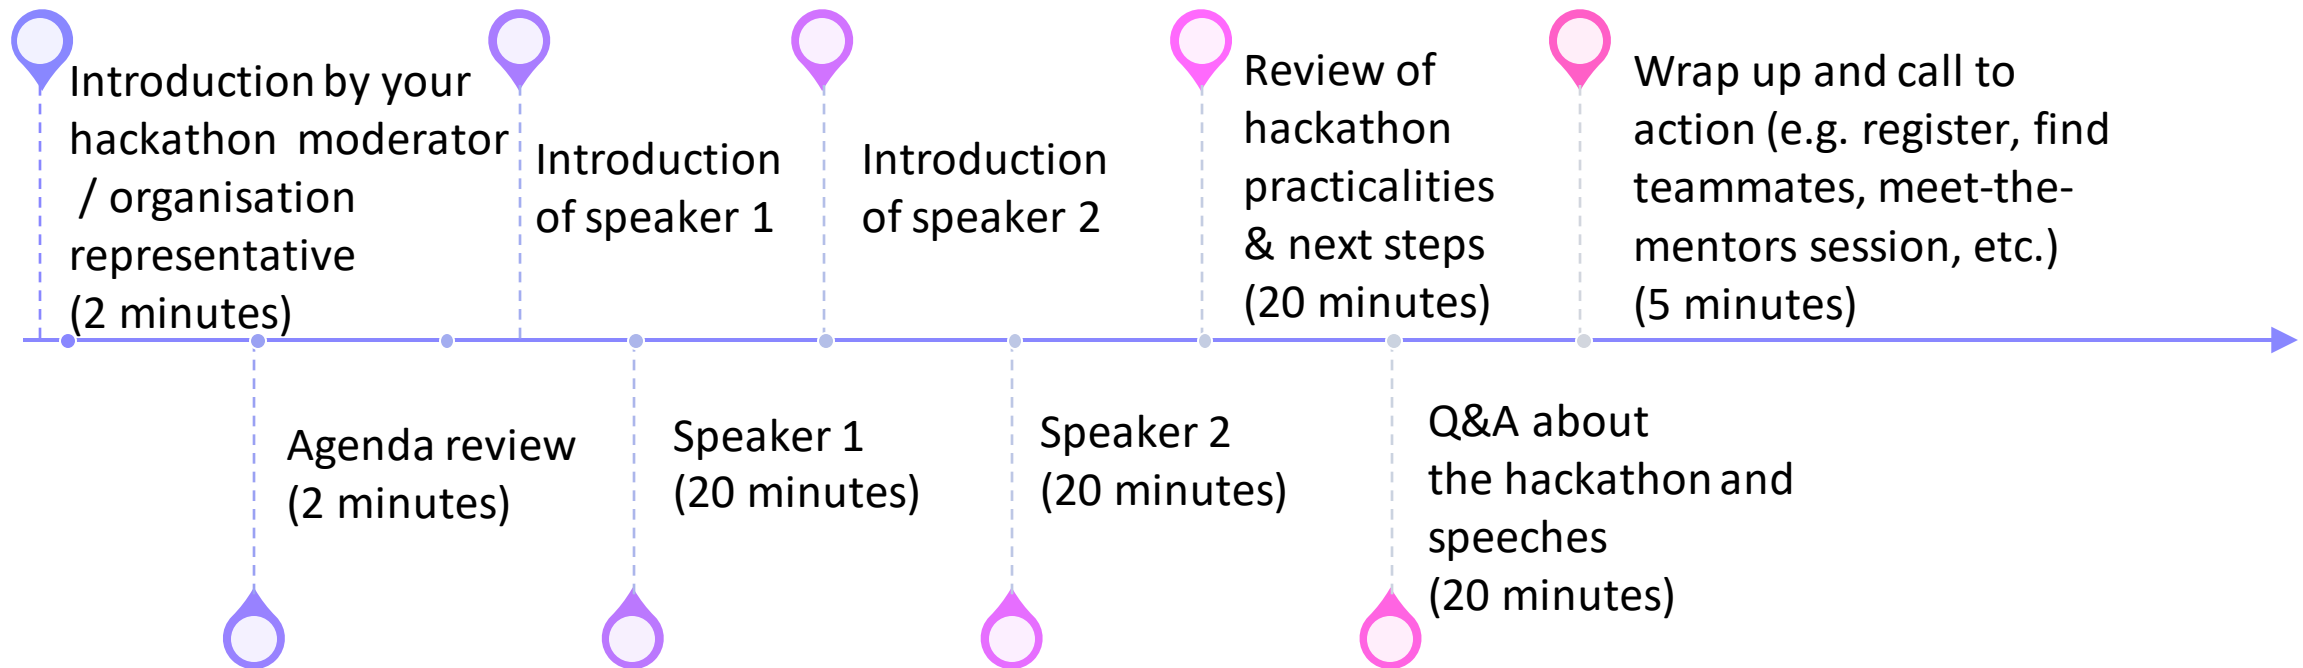 Introduction by your
hackathon moderator
/ organisation
representative
(2 minutes)
Agenda review
(2 minutes)
Introduction
of speaker 1
Speaker 1
(20 minutes)
Introduction
of speaker 2
Speaker 2
(20 minutes)
Review of
hackathon
practicalities
& next steps
(20 minutes)
Q&A about
the hackathon and
speeches
(20 minutes)
Wrap up and call to
action (e.g. register, find
teammates, meet-the-
mentors session, etc.)
(5 minutes)